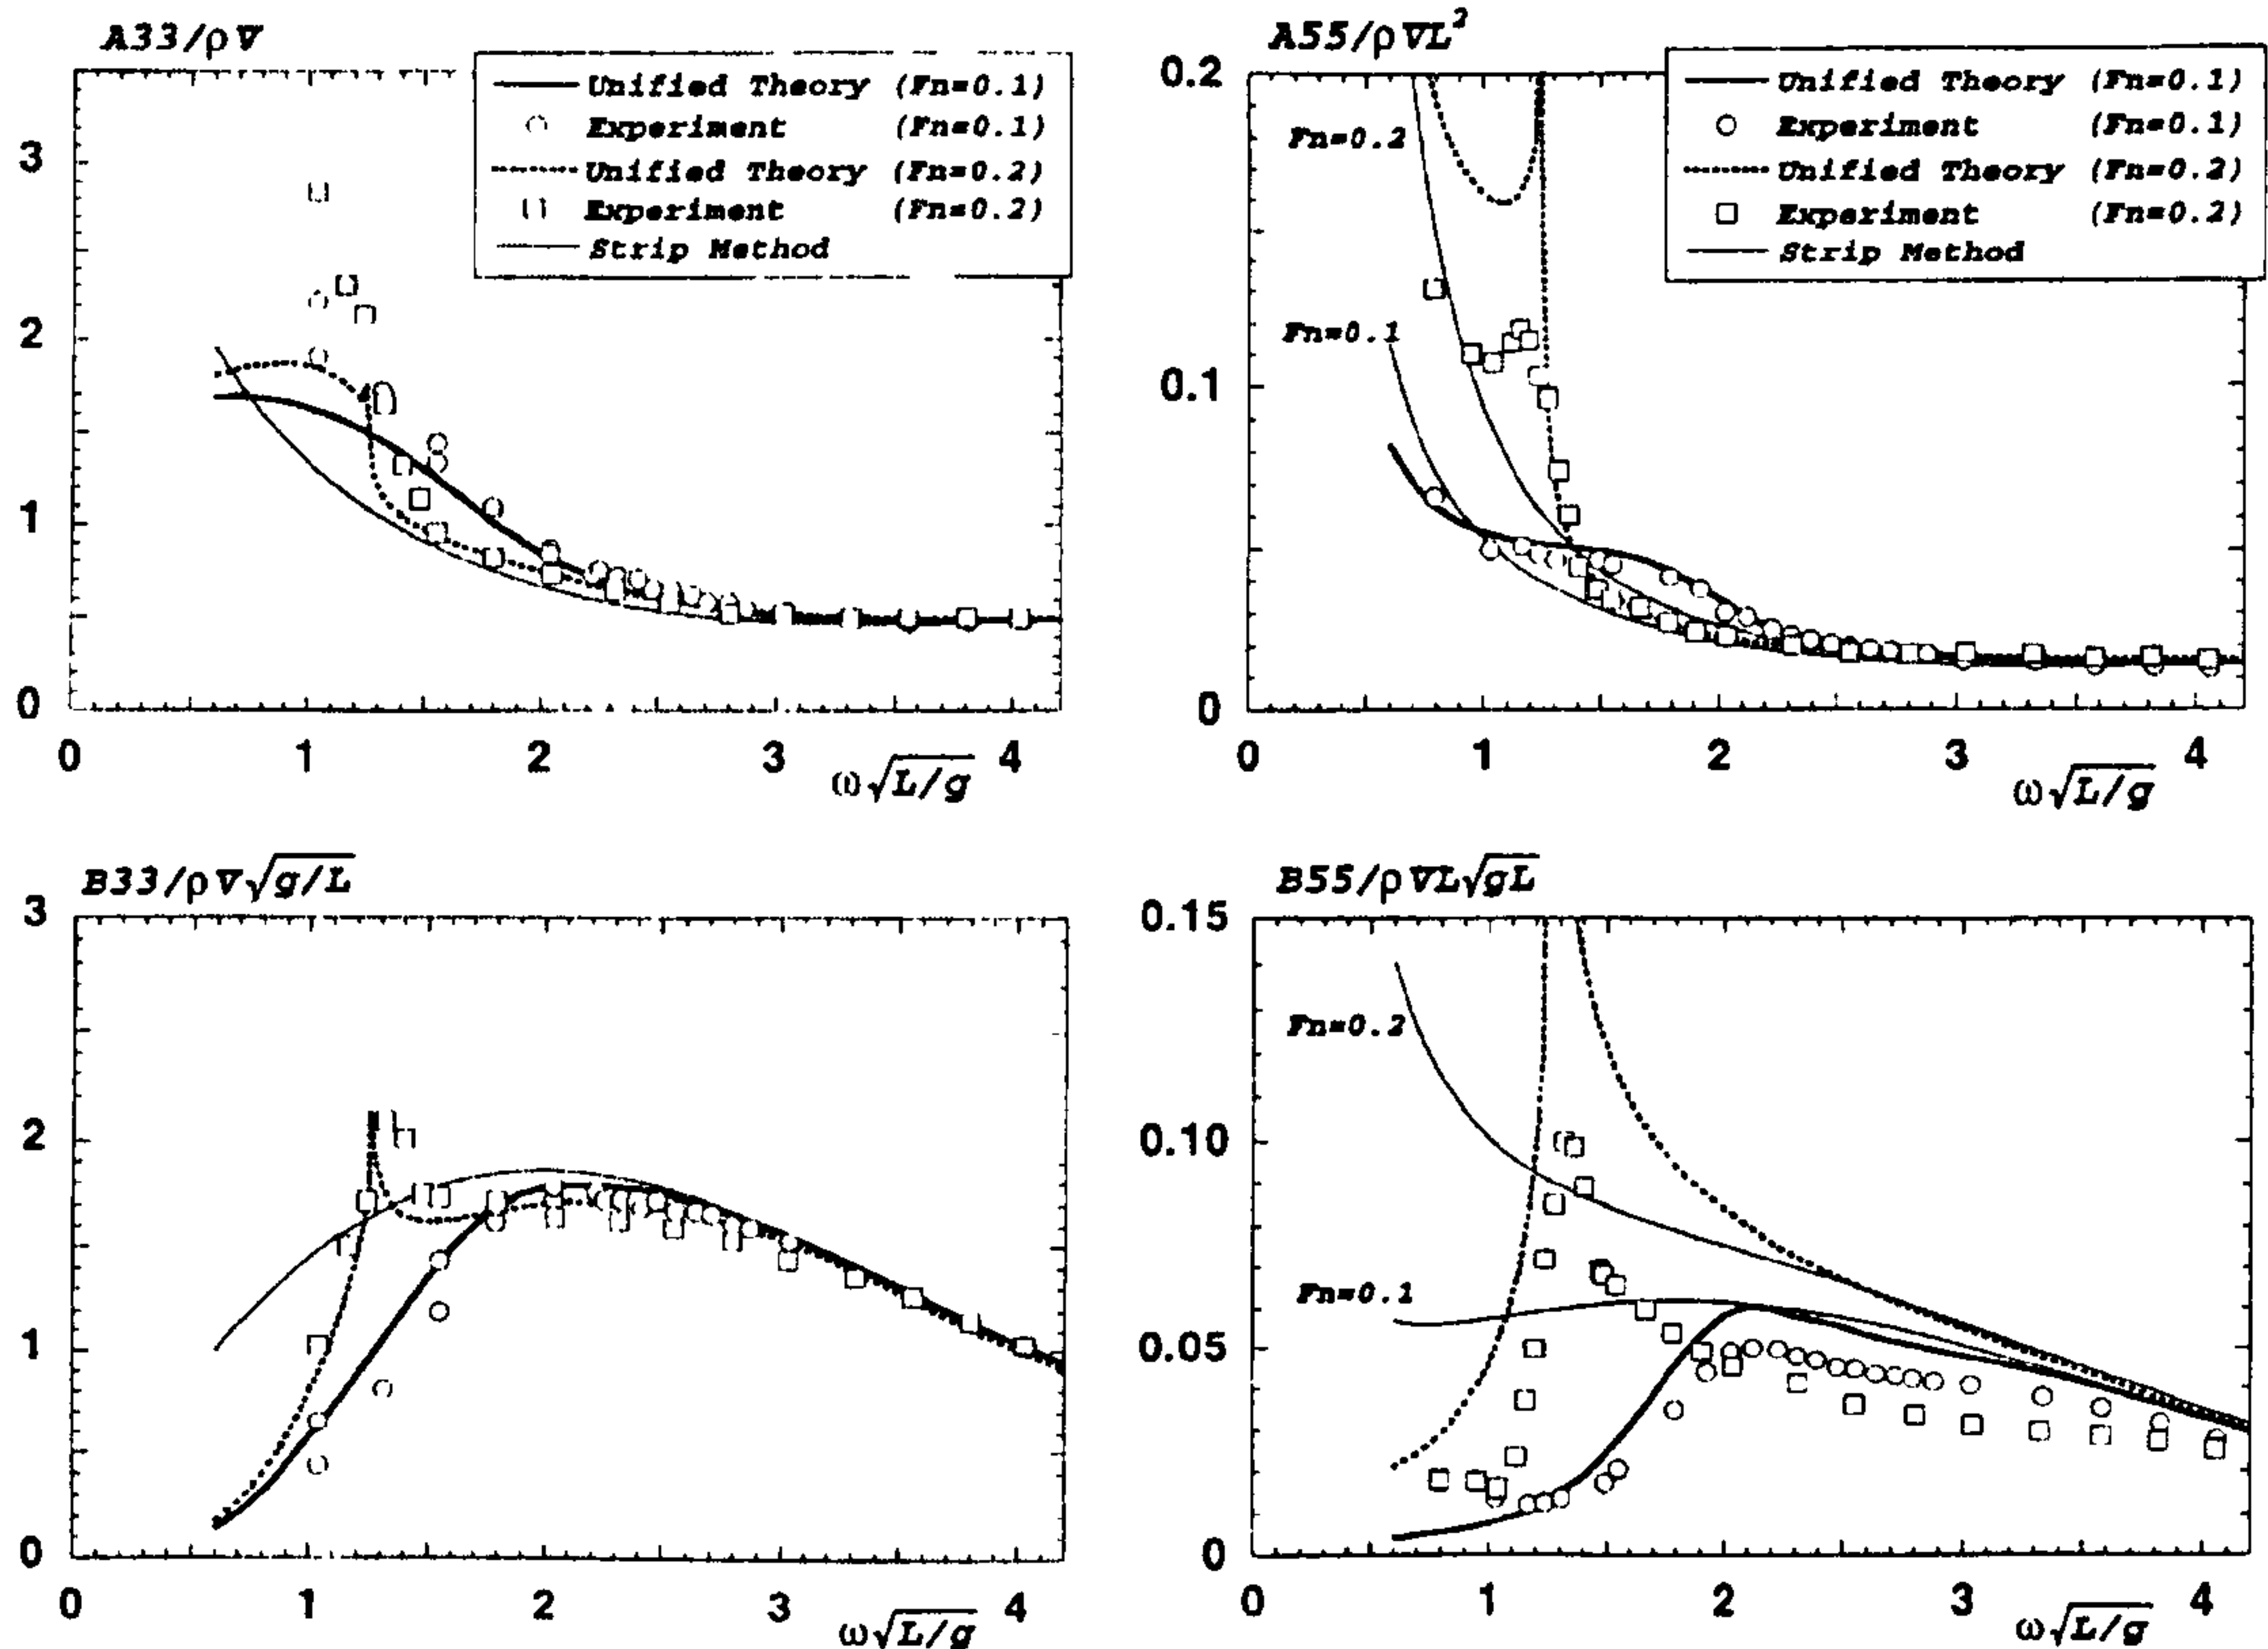 A33/ρ∇
Unified Theory (Fn=0.1)
Experiment (Fn=0.1)
Unified Theory (Fn=0.2)
Experiment (Fn=0.2)
Strip Method
3
2
1
0
0 1 2 3 4
ω√L/g
A55/ρ∇L²
Unified Theory (Fn=0.1)
Experiment (Fn=0.1)
Unified Theory (Fn=0.2)
Experiment (Fn=0.2)
Strip Method
0.2
Fn=0.2
Fn=0.1
0.1
0
0 1 2 3 4
ω√L/g
B33/ρ∇√g/L
3
2
1
0
0 1 2 3 4
ω√L/g
B55/ρ∇L√gL
0.15
Fn=0.2
0.10
Fn=0.1
0.05
0
0 1 2 3 4
ω√L/g